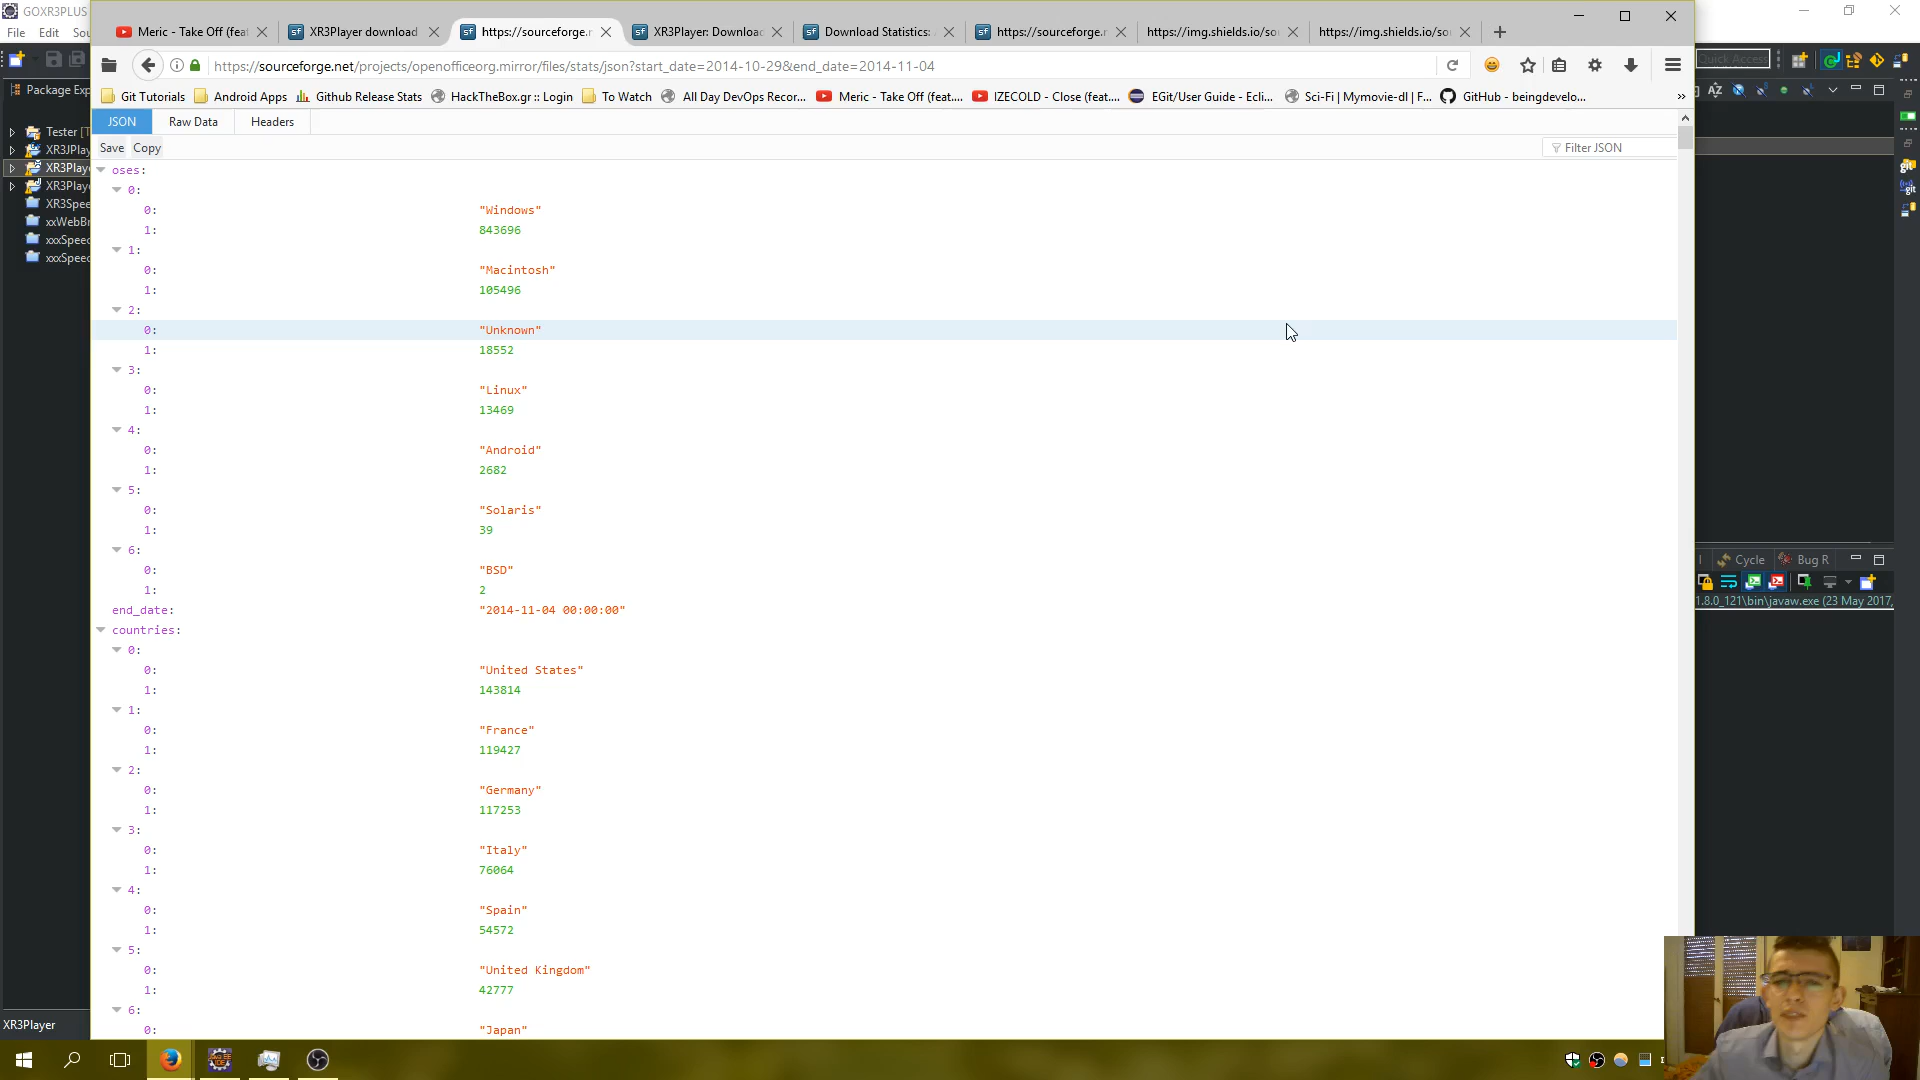 GOXR3PLUS
File Edit Sou
Package Exp
Tester [T
XR3JPlay
XR3Playe
XR3Playe
XR3Spee
xxWebBr
xxxSpeec
xxxSpeec
XR3Player
Meric - Take Off (feat
XR3Player download
https://sourceforge.n
XR3Player: Download
Download Statistics:
https://sourceforge.n
https://img.shields.io/so
https://img.shields.io/so
https://sourceforge.net/projects/openofficeorg.mirror/files/stats/json?start_date=2014-10-29&end_date=2014-11-04
Git Tutorials Android Apps Github Release Stats HackTheBox.gr :: Login To Watch All Day DevOps Recor... Meric - Take Off (feat.... IZECOLD - Close (feat.... EGit/User Guide - Ecli... Sci-Fi | Mymovie-dl | F... GitHub - beingdevelo... »
JSON Raw Data Headers
Save Copy Filter JSON
oses:
0:
0: "Windows"
1: 843696
1:
0: "Macintosh"
1: 105496
2:
0: "Unknown"
1: 18552
3:
0: "Linux"
1: 13469
4:
0: "Android"
1: 2682
5:
0: "Solaris"
1: 39
6:
0: "BSD"
1: 2
end_date: "2014-11-04 00:00:00"
countries:
0:
0: "United States"
1: 143814
1:
0: "France"
1: 119427
2:
0: "Germany"
1: 117253
3:
0: "Italy"
1: 76064
4:
0: "Spain"
1: 54572
5:
0: "United Kingdom"
1: 42777
6:
0: "Japan"
Quick Access
Cycle Bug R
1.8.0_121\bin\javaw.exe (23 May 2017,